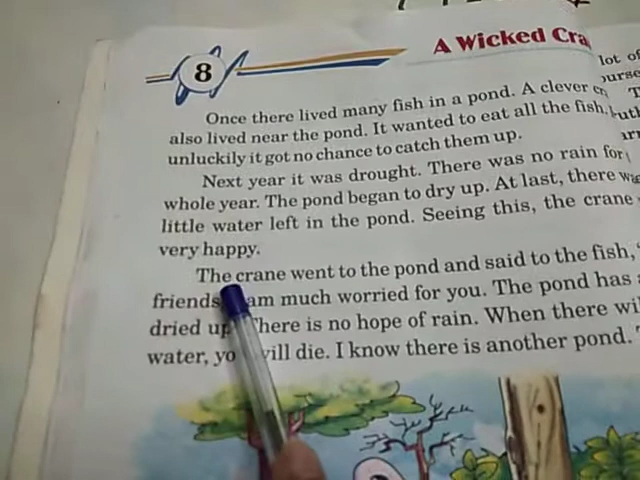 8
A Wicked Cra
Once there lived many fish in a pond. A clever
also lived near the pond. It wanted to eat all the fish,
unluckily it got no chance to catch them up.
Next year it was drought. There was no rain for
whole year. The pond began to dry up. At last, there
little water left in the pond. Seeing this, the crane
very happy.
The crane went to the pond and said to the fish, "
friends, am much worried for you. The pond has
dried up There is no hope of rain. When there wil
water, yo will die. I know there is another pond.
lot of